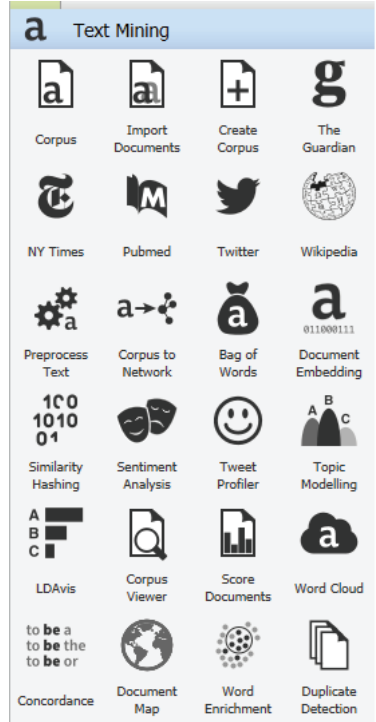 a Text Mining
a a + g
Corpus Import Documents Create Corpus The Guardian
T M
NY Times Pubmed Twitter Wikipedia
a a a a
011000111
Preprocess Text Corpus to Network Bag of Words Document Embedding
100
1010
01
A B C
Similarity Hashing Sentiment Analysis Tweet Profiler Topic Modelling
A
B
C
a
LDAvis Corpus Viewer Score Documents Word Cloud
to be a
to be the
to be or
Concordance Document Map Word Enrichment Duplicate Detection